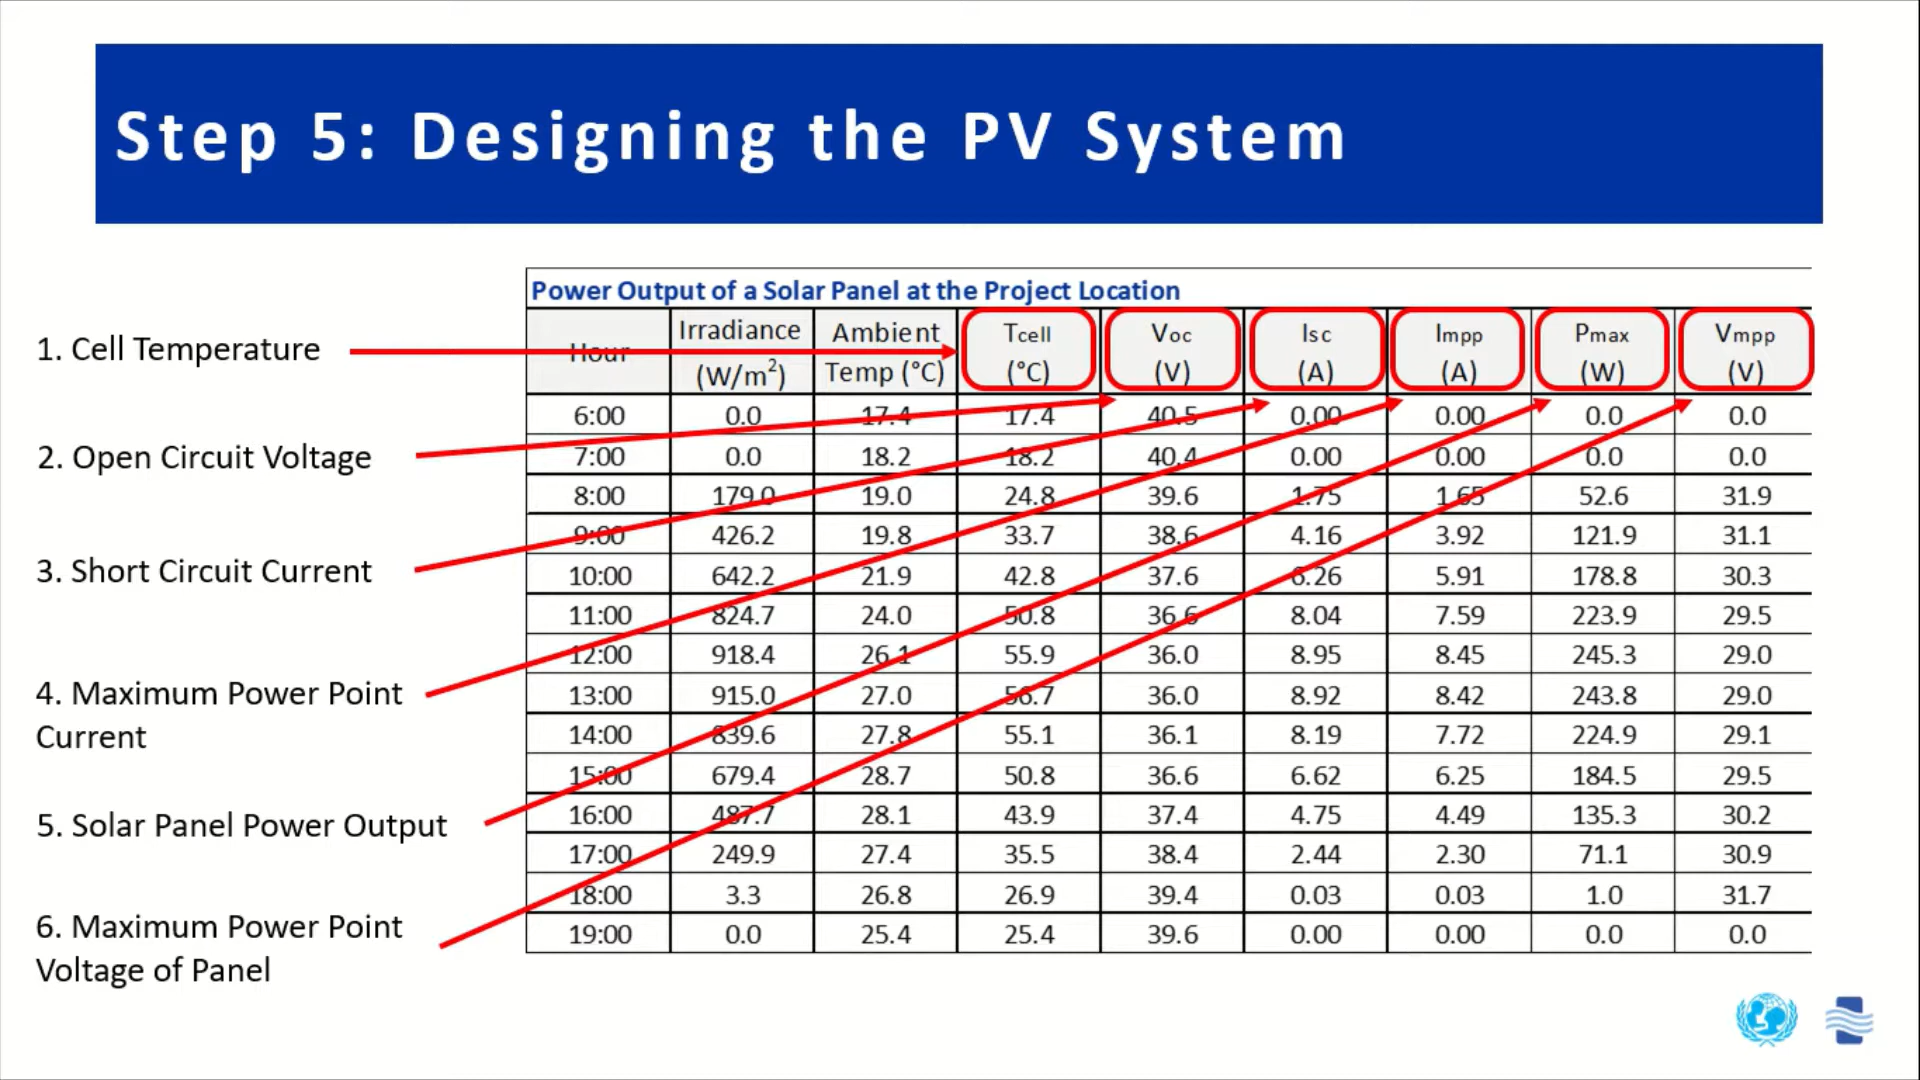 Step 5: Designing the PV System
Power Output of a Solar Panel at the Project Location
Hour Irradiance (W/m²) Ambient Temp (°C) Tcell (°C) Voc (V) Isc (A) Impp (A) Pmax (W) Vmpp (V)
6:00 0.0 17.4 17.4 40.5 0.00 0.00 0.0 0.0
7:00 0.0 18.2 18.2 40.4 0.00 0.00 0.0 0.0
8:00 179.0 19.0 24.8 39.6 1.75 1.65 52.6 31.9
9:00 426.2 19.8 33.7 38.6 4.16 3.92 121.9 31.1
10:00 642.2 21.9 42.8 37.6 6.26 5.91 178.8 30.3
11:00 824.7 24.0 50.8 36.6 8.04 7.59 223.9 29.5
12:00 918.4 26.1 55.9 36.0 8.95 8.45 245.3 29.0
13:00 915.0 27.0 56.7 36.0 8.92 8.42 243.8 29.0
14:00 839.6 27.8 55.1 36.1 8.19 7.72 224.9 29.1
15:00 679.4 28.7 50.8 36.6 6.62 6.25 184.5 29.5
16:00 487.7 28.1 43.9 37.4 4.75 4.49 135.3 30.2
17:00 249.9 27.4 35.5 38.4 2.44 2.30 71.1 30.9
18:00 3.3 26.8 26.9 39.4 0.03 0.03 1.0 31.7
19:00 0.0 25.4 25.4 39.6 0.00 0.00 0.0 0.0
1. Cell Temperature
2. Open Circuit Voltage
3. Short Circuit Current
4. Maximum Power Point
Current
5. Solar Panel Power Output
6. Maximum Power Point
Voltage of Panel